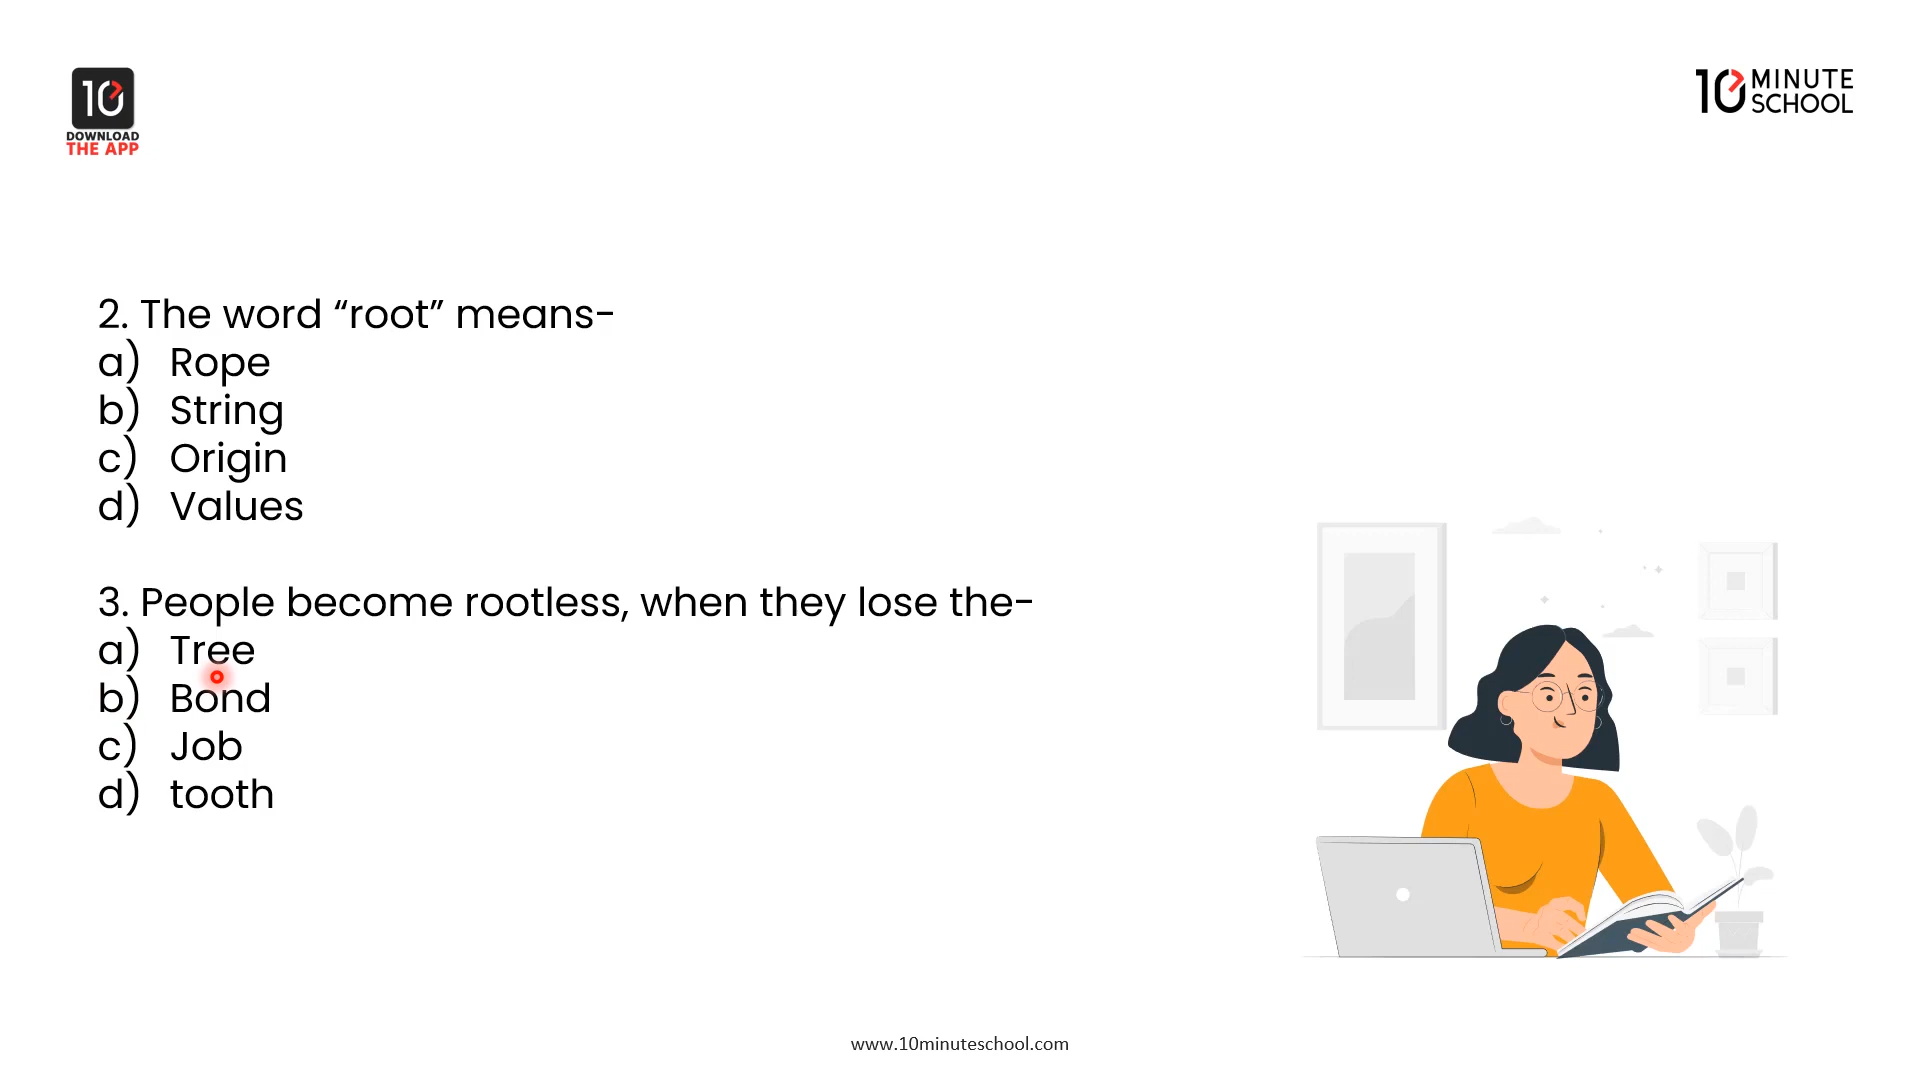 10
DOWNLOAD
THE APP
10 MINUTE
SCHOOL
2. The word “root” means-
a) Rope
b) String
c) Origin
d) Values
3. People become rootless, when they lose the-
a) Tree
b) Bond
c) Job
d) tooth
www.10minuteschool.com